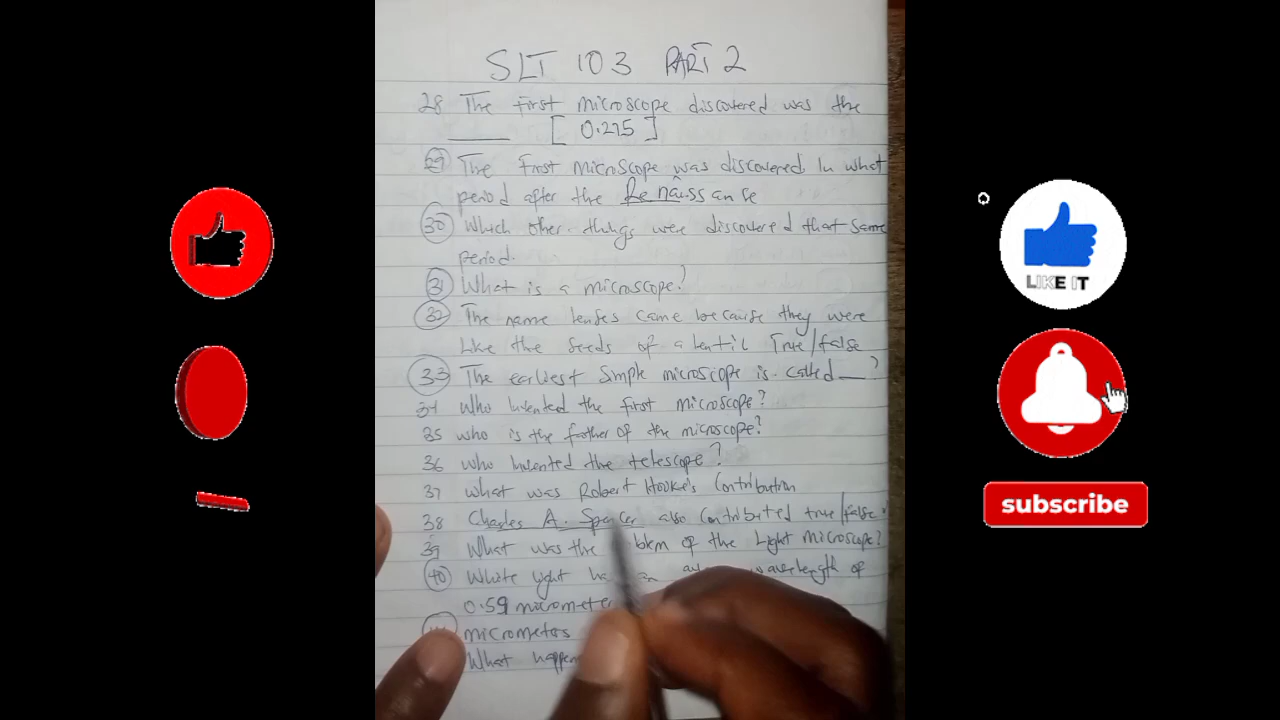 SLT 103 PART 2
28 The first microscope discovered was the
[ 0.275 ]
29 The first microscope was discovered in what
period after the Renaissanse
30 Which other things were discovered that same
period.
31 What is a microscope?
32 The name lenses came because they were
like the seeds of a lentil True/false
33 The earliest simple microscope is called ?
34 Who invented the first microscope?
35 who is the father of the microscope?
36 who invented the telescope?
37 what was Robert Hooke's contribution
38 Charles A. Spencer also contributed true/false?
39 What was the blem of the Light microscope?
40 White light wavelength of
0.59 micrometer
micrometers
What happen
LIKE IT
subscribe